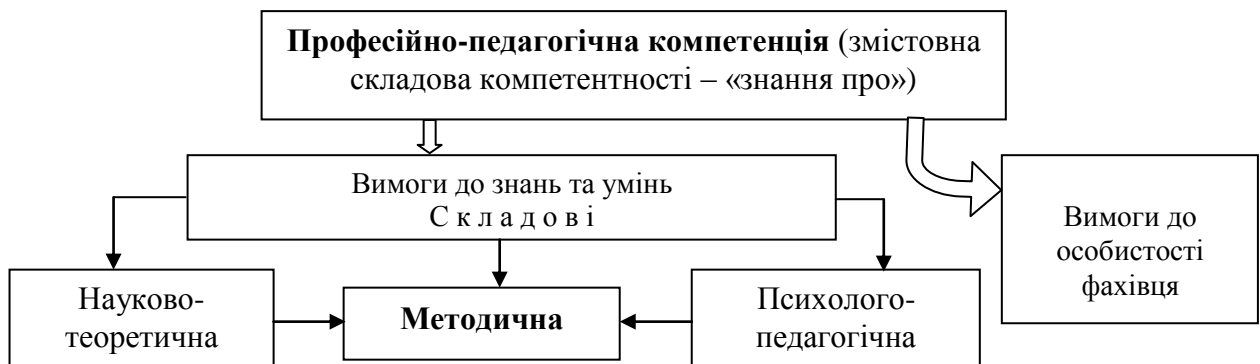 Професійно-педагогічна компетенція (змістовна
складова компетентності – «знання про»)
Вимоги до знань та умінь
С к л а д о в і
Вимоги до
особистості
фахівця
Науково-
теоретична
Методична
Психолого-
педагогічна